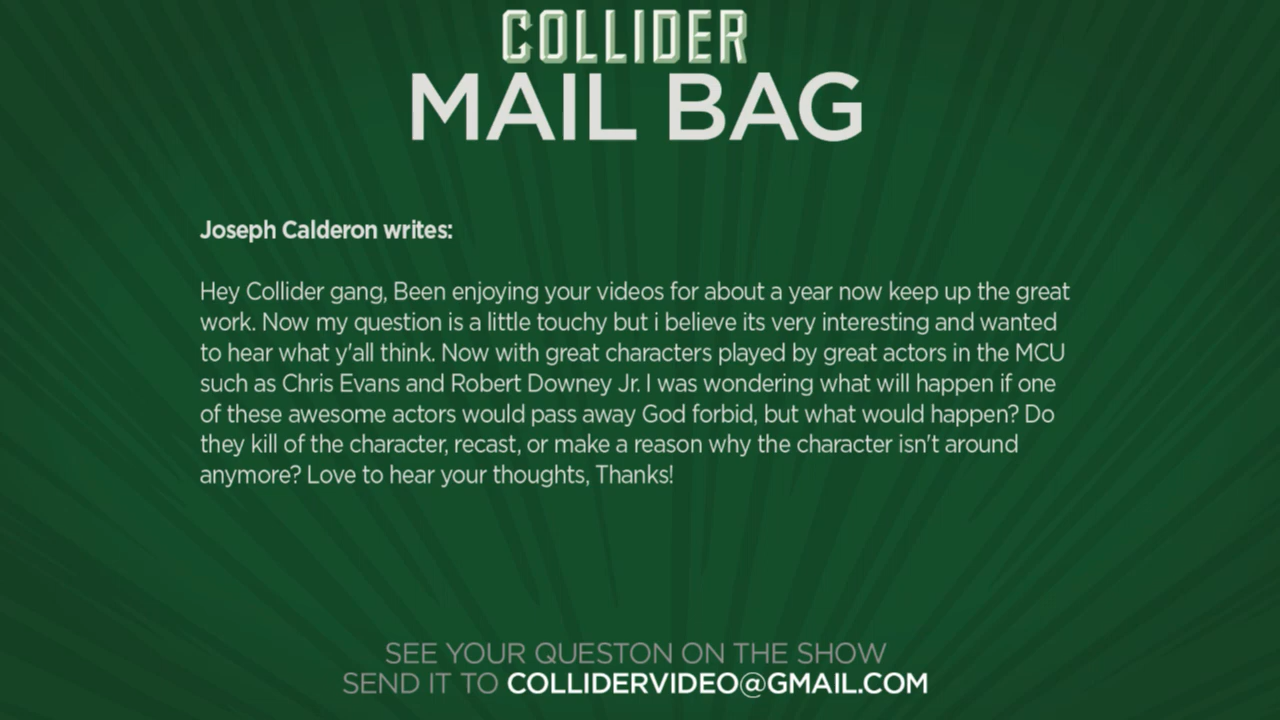 COLLIDER
MAIL BAG
Joseph Calderon writes:
Hey Collider gang, Been enjoying your videos for about a year now keep up the great
work. Now my question is a little touchy but i believe its very interesting and wanted
to hear what y'all think. Now with great characters played by great actors in the MCU
such as Chris Evans and Robert Downey Jr. I was wondering what will happen if one
of these awesome actors would pass away God forbid, but what would happen? Do
they kill of the character, recast, or make a reason why the character isn't around
anymore? Love to hear your thoughts, Thanks!
SEE YOUR QUESTON ON THE SHOW
SEND IT TO COLLIDERVIDEO@GMAIL.COM